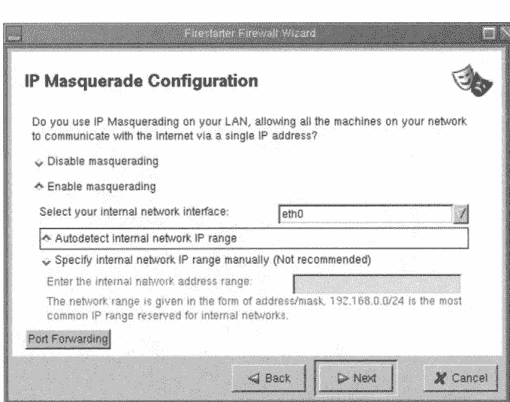 Firestarter Firewall Wizard
IP Masquerade Configuration
Do you use IP Masquerading on your LAN, allowing all the machines on your network
to communicate with the Internet via a single IP address?
Disable masquerading
Enable masquerading
Select your internal network interface: eth0
Autodetect internal network IP range
Specify internal network IP range manually (Not recommended)
Enter the internal natwork address range:
The network range is given in the form of address/mask, 192.168.0.0/24 is the most
common IP range reserved for internal networks.
Port Forwarding
Back Next Cancel